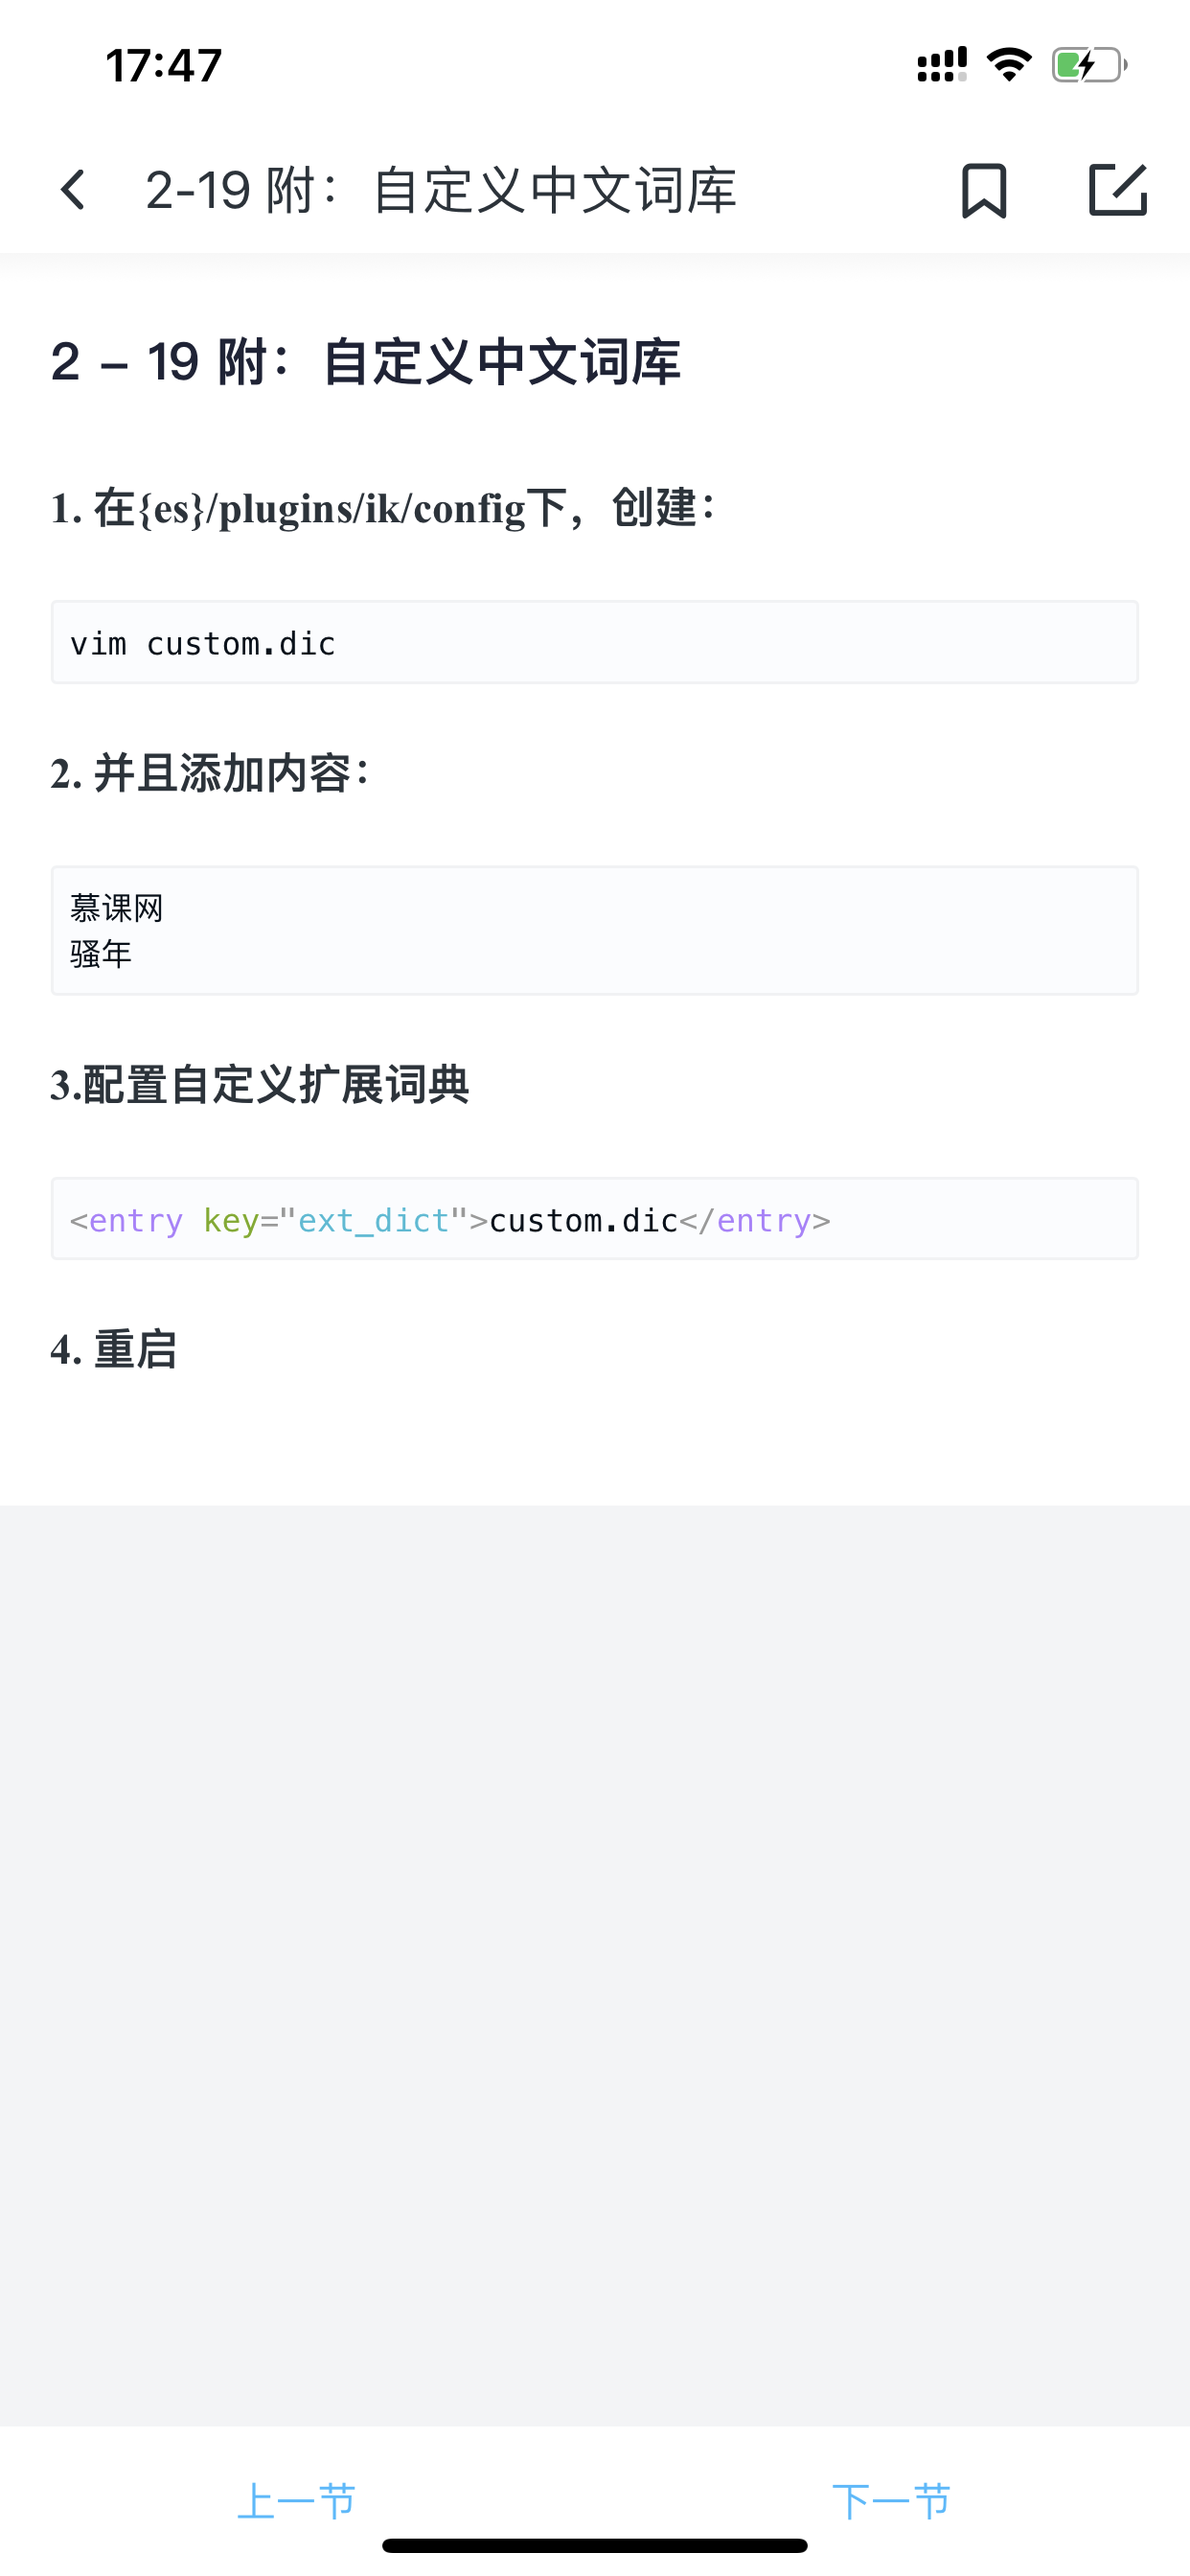 17:47
2-19 附：自定义中文词库
2 – 19 附：自定义中文词库
1. 在{es}/plugins/ik/config下，创建：
vim custom.dic
2. 并且添加内容：
慕课网
骚年
3.配置自定义扩展词典
<entry key="ext_dict">custom.dic</entry>
4. 重启
上一节
下一节